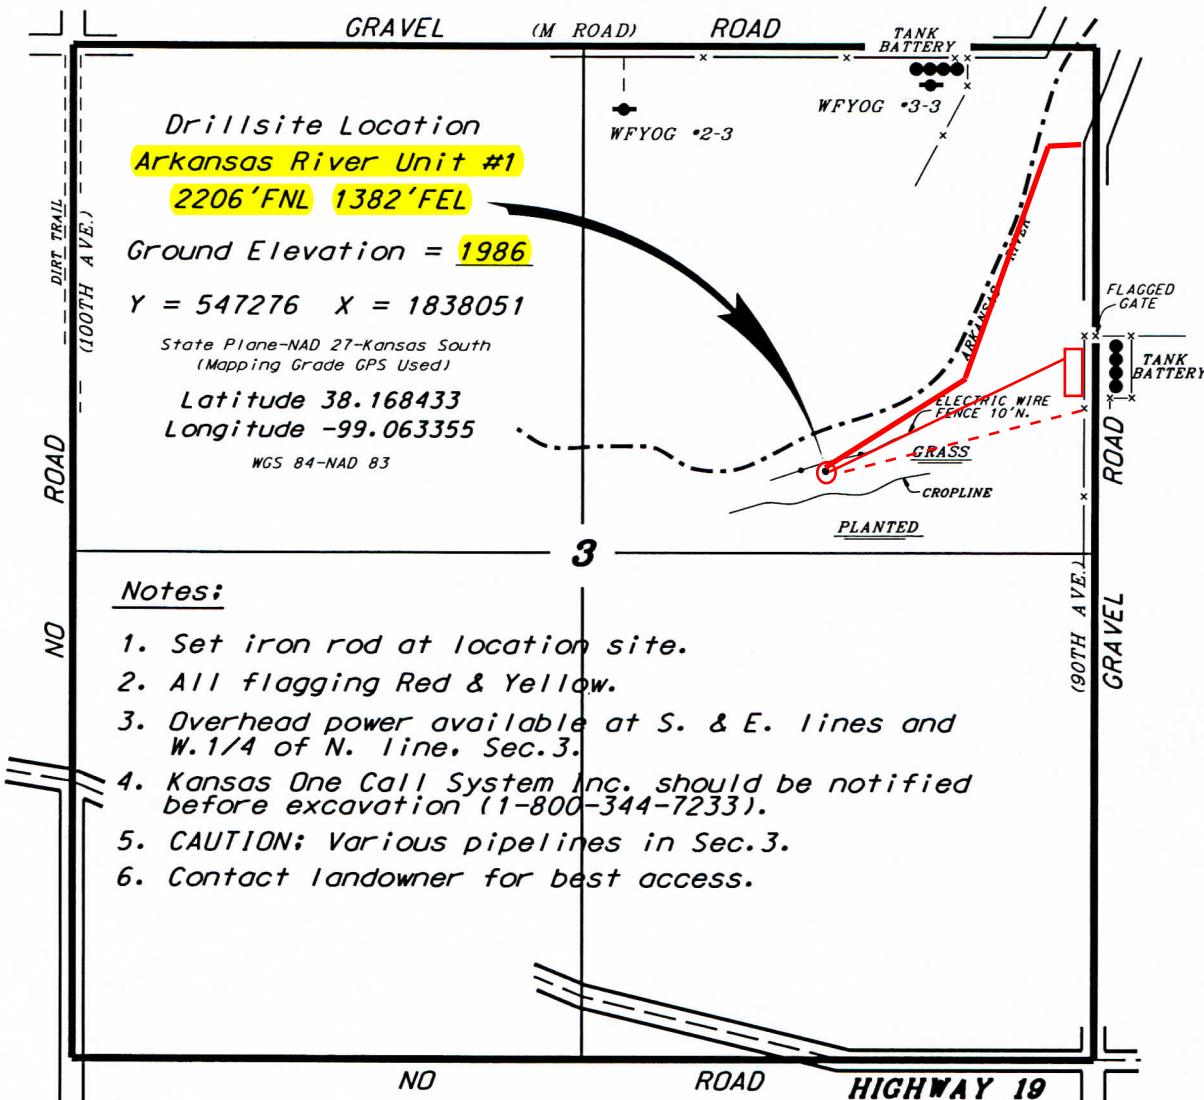 GRAVEL (M ROAD) ROAD
TANK
BATTERY
WFYOG •2-3
WFYOG •3-3
Drillsite Location
Arkansas River Unit #1
2206'FNL 1382'FEL
Ground Elevation = 1986
Y = 547276 X = 1838051
State Plane-NAD 27-Kansas South
(Mapping Grade GPS Used)
Latitude 38.168433
Longitude -99.063355
WGS 84-NAD 83
DIRT TRAIL
(100TH AVE.)
NO ROAD
ARKANSAS RIVER
FLAGGED
GATE
TANK
BATTERY
ELECTRIC WIRE
FENCE 10'N.
GRASS
CROPLINE
PLANTED
3
(90TH AVE.)
GRAVEL ROAD
Notes:
1. Set iron rod at location site.
2. All flagging Red & Yellow.
3. Overhead power available at S. & E. lines and
W.1/4 of N. line, Sec.3.
4. Kansas One Call System Inc. should be notified
before excavation (1-800-344-7233).
5. CAUTION: Various pipelines in Sec.3.
6. Contact landowner for best access.
NO ROAD
HIGHWAY 19